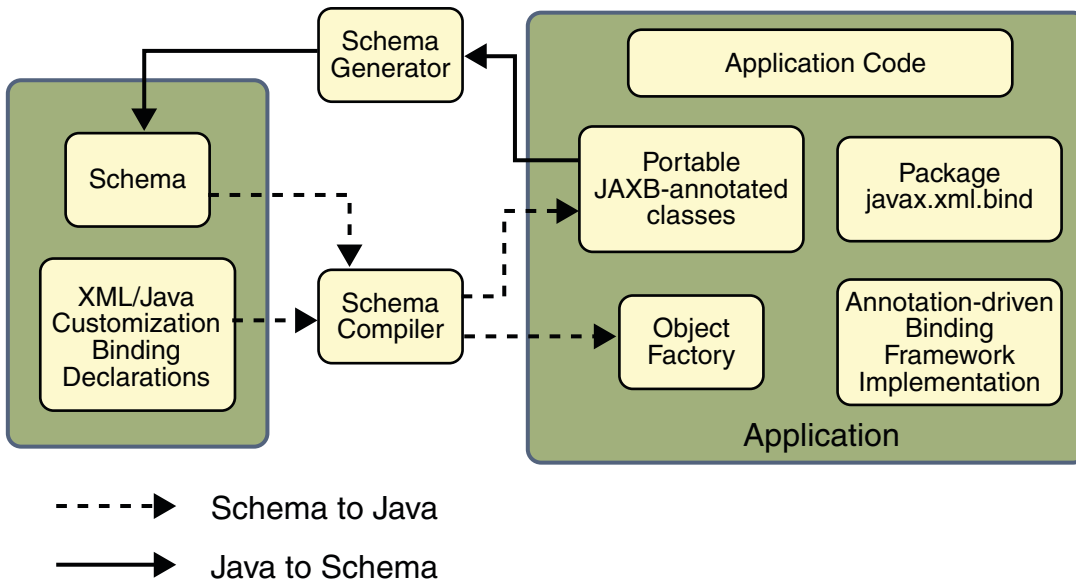 Schema
Generator
Application Code
Schema
Portable
JAXB-annotated
classes
Package
javax.xml.bind
XML/Java
Customization
Binding
Declarations
Schema
Compiler
Object
Factory
Annotation-driven
Binding
Framework
Implementation
Application
Schema to Java
Java to Schema